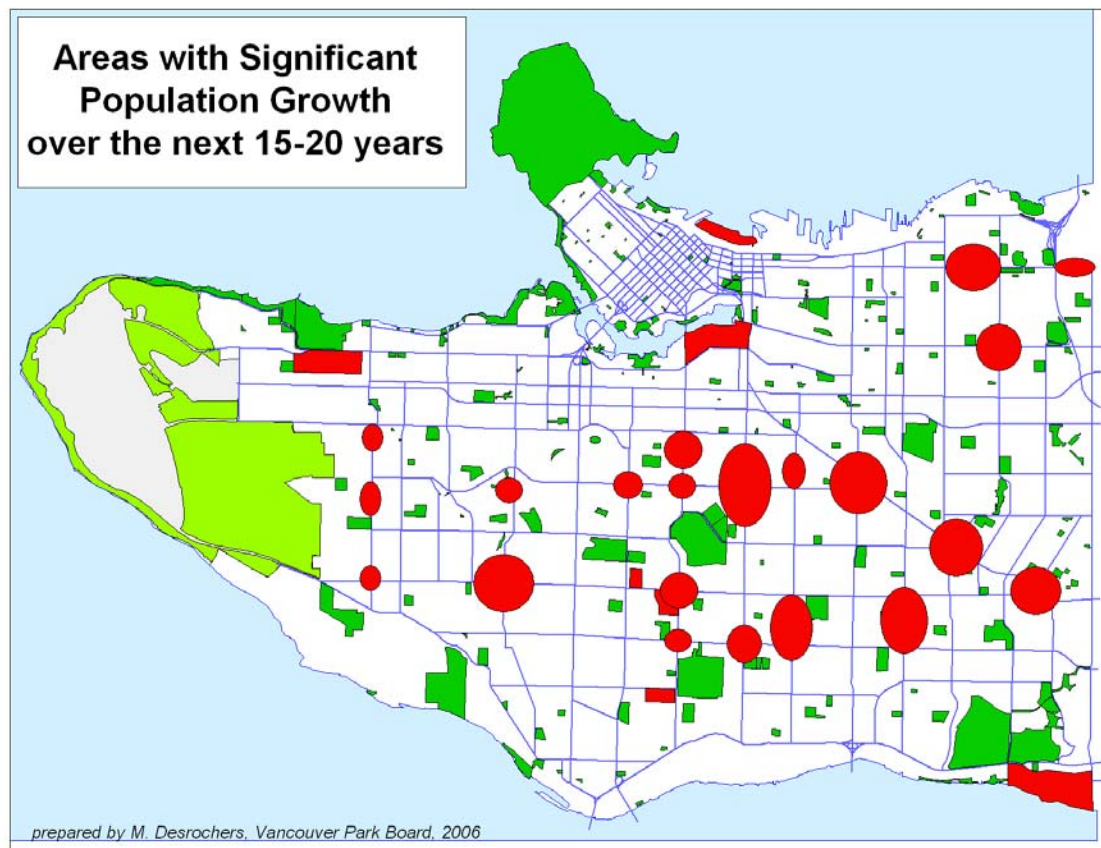 Areas with Significant
Population Growth
over the next 15-20 years
prepared by M. Desrochers, Vancouver Park Board, 2006